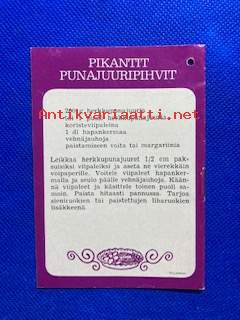 PIKANTIT
PUNAJUURIPIHVIT
Antikvariaatti.net
koristeviipaleina
1 dl hapankermaa
vehnäjauhoja
paistamiseen voita tai margariinia
Leikkaa herkkupunajuuret 1/2 cm pak-
suisiksi viipaleiksi ja aseta ne vierekkäin
voipaperille. Voitele viipaleet hapanker-
malla ja seulo päälle vehnäjauhoja. Kään-
nä viipaleet ja käsittele toinen puoli sa-
moin. Paista hitaasti pannussa. Tarjoa
sieniruokien tai paistettujen liharuokien
lisäkkeenä.